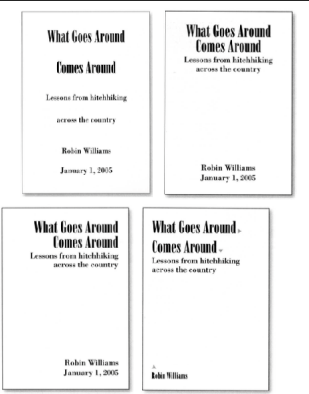 What Goes Around
Comes Around
Lessons from hitchhiking
across the country
Robin Williams
January 1, 2005
What Goes Around
Comes Around
Lessons from hitchhiking
across the country
Robin Williams
January 1, 2005
What Goes Around
Comes Around
Lessons from hitchhiking
across the country
Robin Williams
January 1, 2005
What Goes Around
Comes Around
Lessons from hitchhiking
across the country
Robin Williams